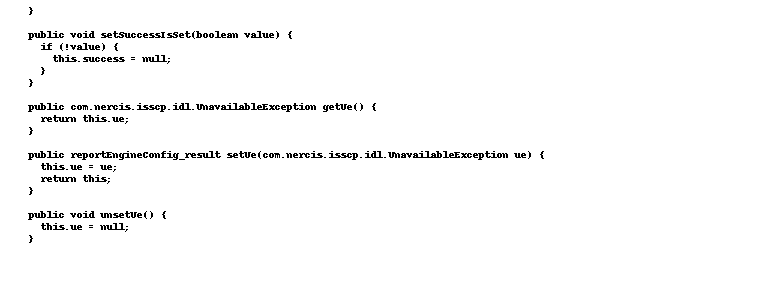 }
public void setSuccessIsSet(boolean value) {
if (!value) {
this.success = null;
}
}
public com.nercis.isscp.idl.UnavailableException getUe() {
return this.ue;
}
public reportEngineConfig_result setUe(com.nercis.isscp.idl.UnavailableException ue) {
this.ue = ue;
return this;
}
public void unsetUe() {
this.ue = null;
}